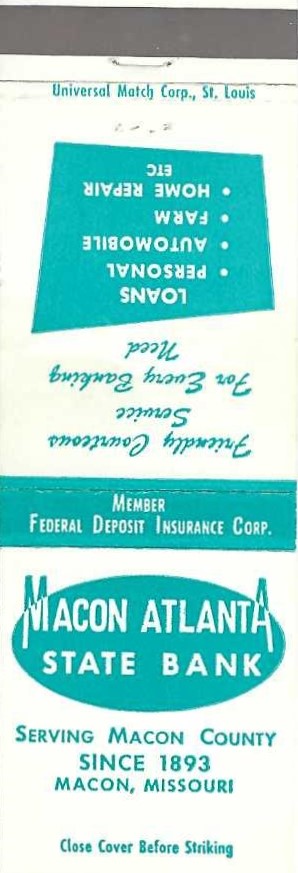 Universal Match Corp., St. Louis
Friendly Courteous
Service
For Every Banking
Need
LOANS
• PERSONAL
• AUTOMOBILE
• FARM
• HOME REPAIR
ETC
MEMBER
FEDERAL DEPOSIT INSURANCE CORP.
MACON ATLANTA
STATE BANK
SERVING MACON COUNTY
SINCE 1893
MACON, MISSOURI
Close Cover Before Striking